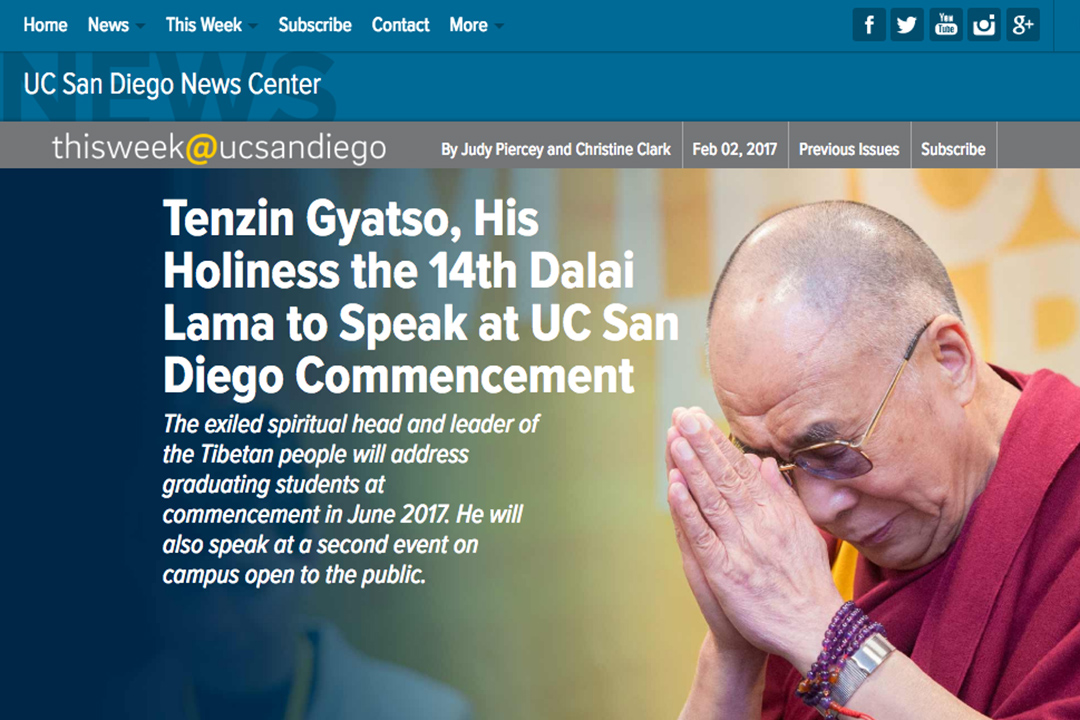 Home News This Week Subscribe Contact More
f You Tube g+
NEWS
UC San Diego News Center
thisweek@ucsandiego By Judy Piercey and Christine Clark Feb 02, 2017 Previous Issues Subscribe
Tenzin Gyatso, His
Holiness the 14th Dalai
Lama to Speak at UC San
Diego Commencement
The exiled spiritual head and leader of
the Tibetan people will address
graduating students at
commencement in June 2017. He will
also speak at a second event on
campus open to the public.